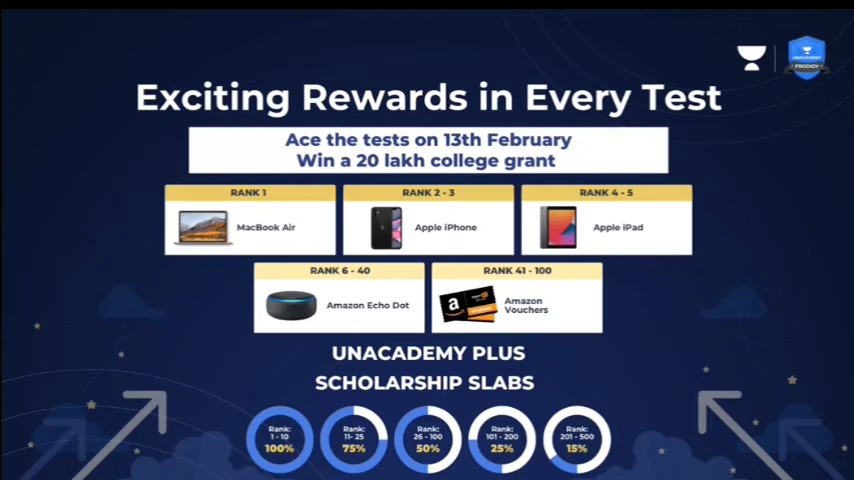 UNACADEMY
PRODIGY
Exciting Rewards in Every Test
Ace the tests on 13th February
Win a 20 lakh college grant
RANK 1
MacBook Air
RANK 2 - 3
Apple iPhone
RANK 4 - 5
Apple iPad
RANK 6 - 40
Amazon Echo Dot
RANK 41 - 100
a
Amazon
Vouchers
UNACADEMY PLUS
SCHOLARSHIP SLABS
Rank:
1 - 10
100%
Rank:
11- 25
75%
Rank:
26 - 100
50%
Rank:
101 - 200
25%
Rank:
201 - 500
15%